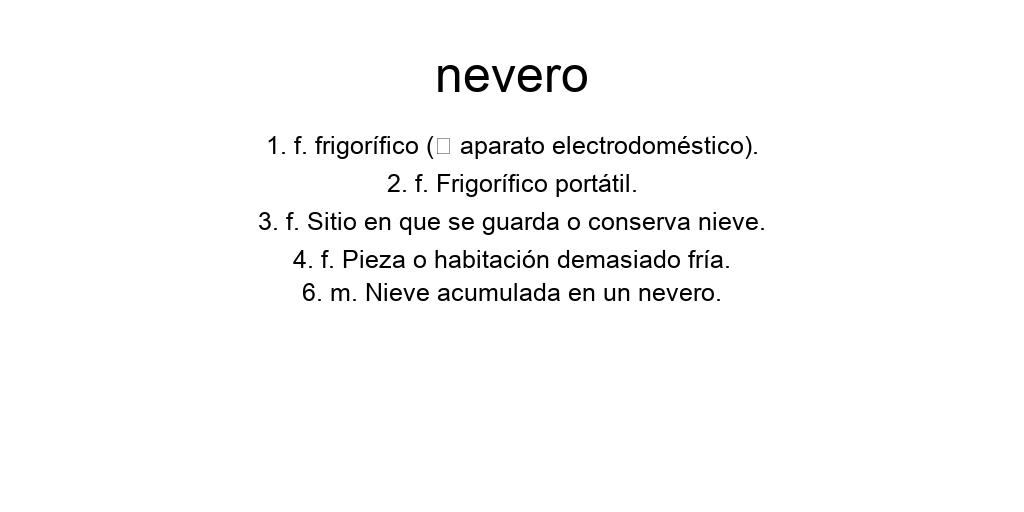 nevero
1. f. frigorífico (□ aparato electrodoméstico).
2. f. Frigorífico portátil.
3. f. Sitio en que se guarda o conserva nieve.
4. f. Pieza o habitación demasiado fría.
6. m. Nieve acumulada en un nevero.